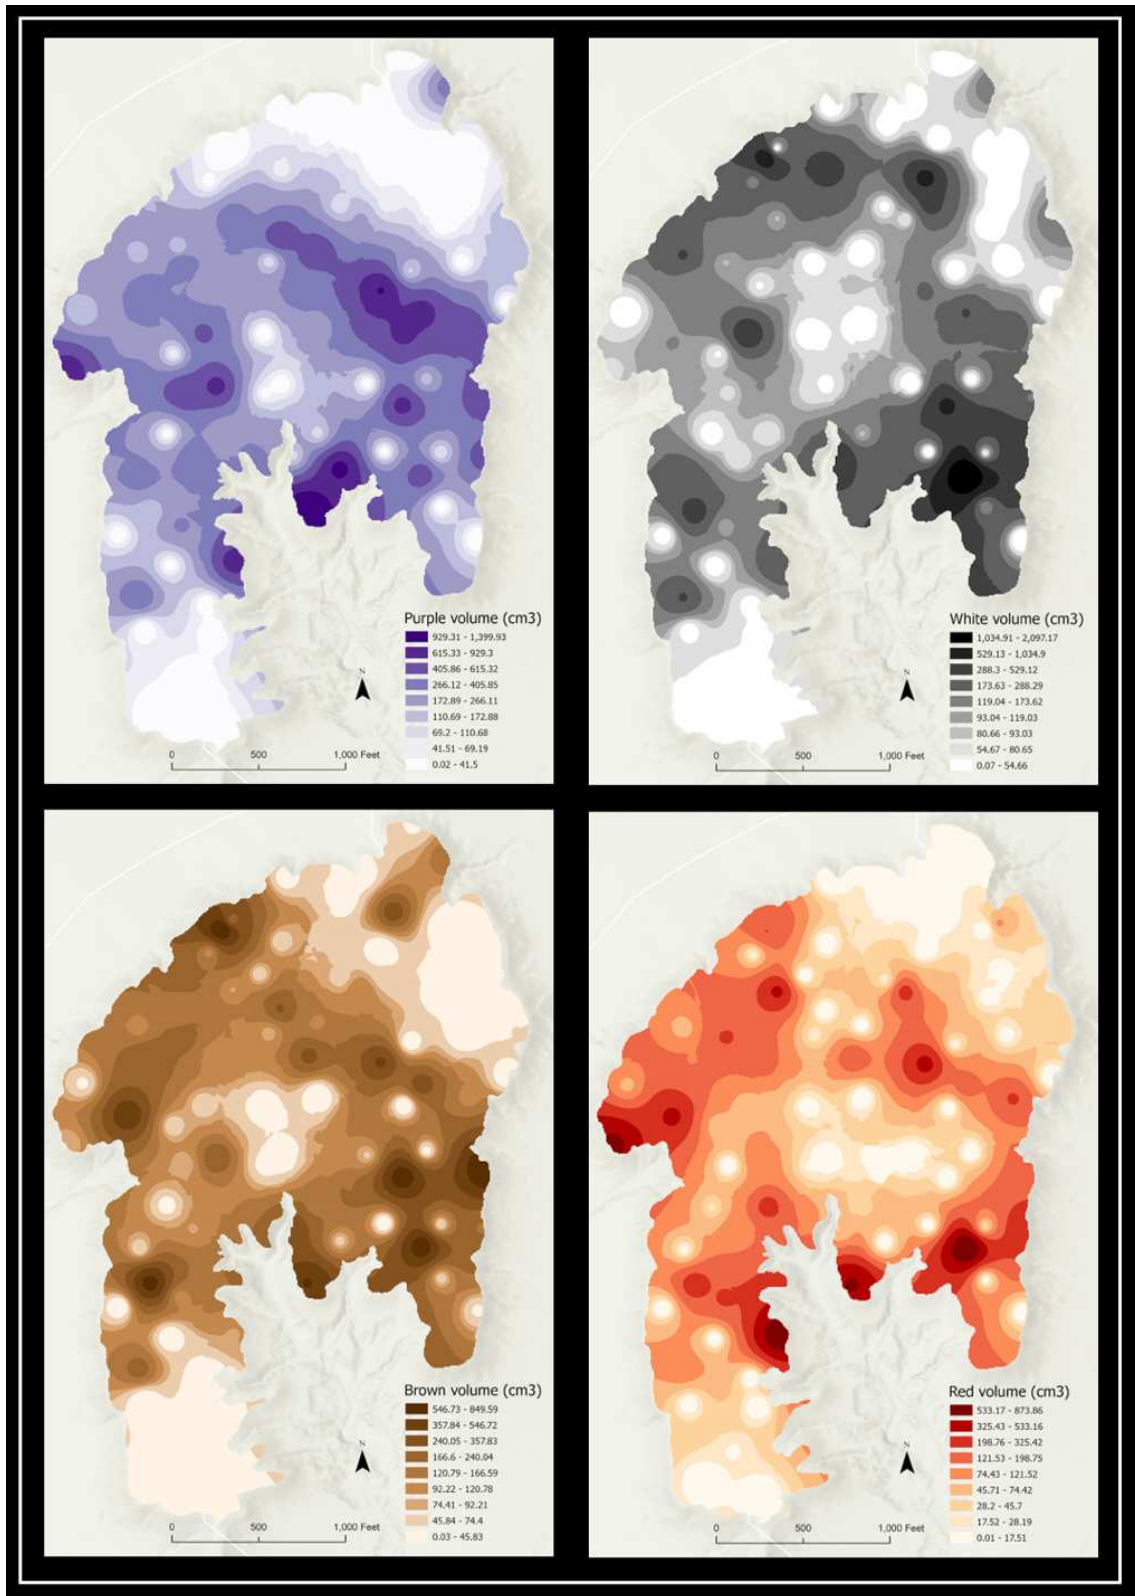 Purple volume (cm3)
929.31 - 1,399.93
615.33 - 929.3
405.86 - 615.32
266.12 - 405.85
172.89 - 266.11
110.69 - 172.88
69.2 - 110.68
41.51 - 69.19
0.02 - 41.5
N
0 500 1,000 Feet
White volume (cm3)
1,034.91 - 2,097.17
529.13 - 1,034.9
288.3 - 529.12
173.63 - 288.29
119.04 - 173.62
93.04 - 119.03
80.66 - 93.03
54.67 - 80.65
0.07 - 54.66
N
0 500 1,000 Feet
Brown volume (cm3)
546.73 - 849.59
357.84 - 546.72
240.05 - 357.83
166.6 - 240.04
120.79 - 166.59
92.22 - 120.78
74.41 - 92.21
45.84 - 74.4
0.03 - 45.83
N
0 500 1,000 Feet
Red volume (cm3)
533.17 - 873.86
325.43 - 533.16
198.76 - 325.42
121.53 - 198.75
74.43 - 121.52
45.71 - 74.42
28.2 - 45.7
17.52 - 28.19
0.01 - 17.51
N
0 500 1,000 Feet